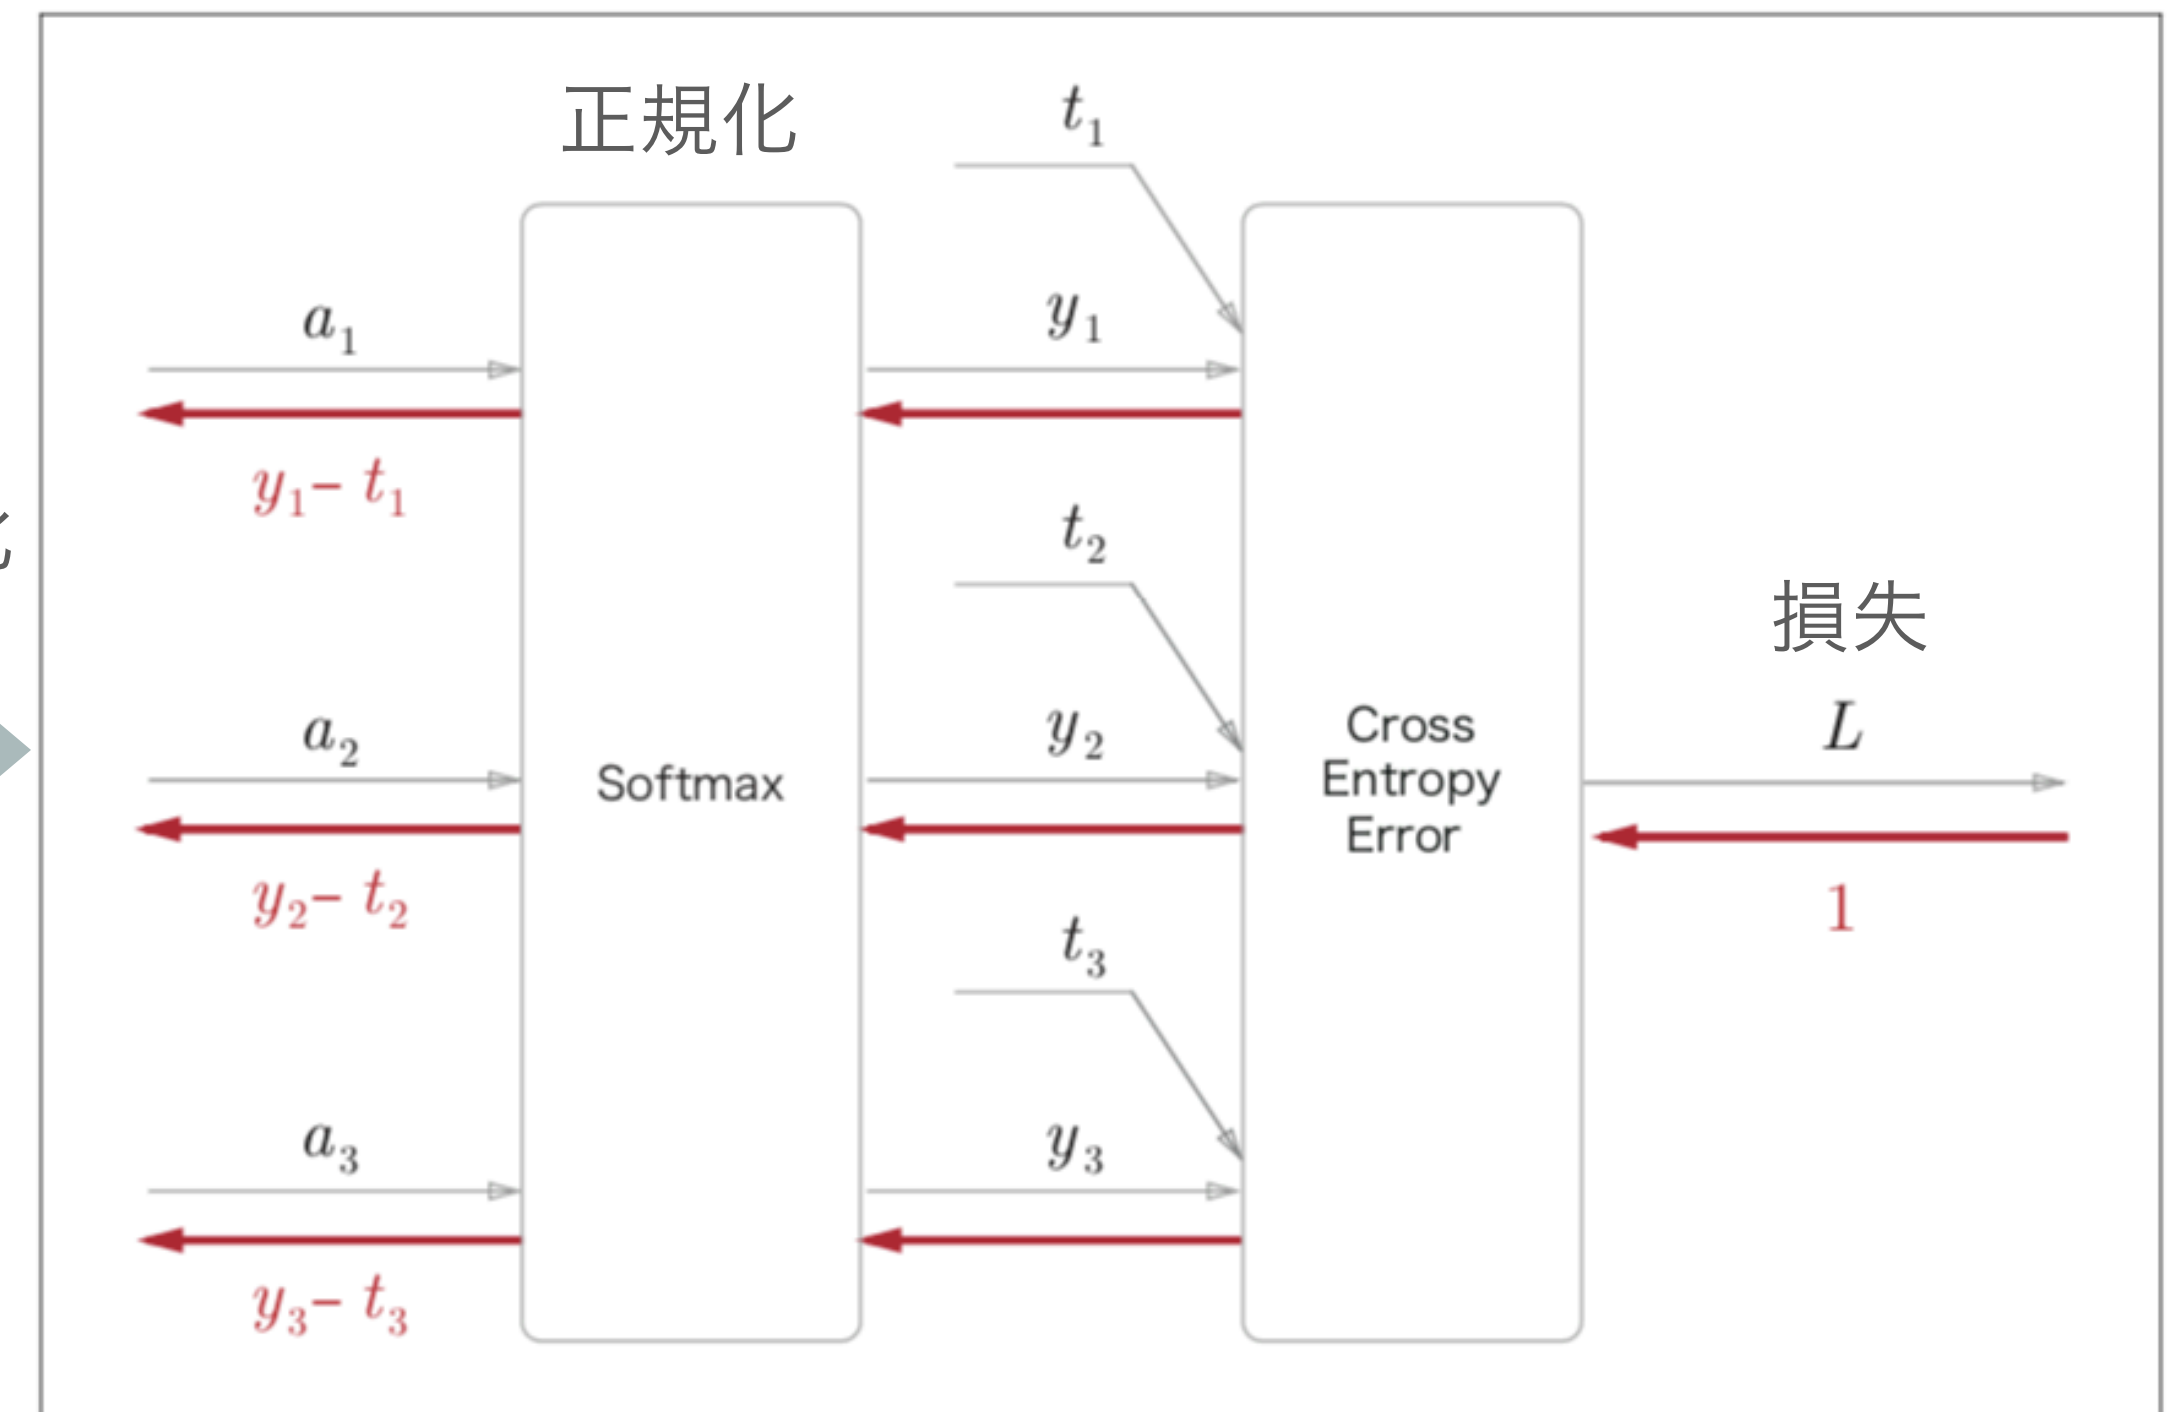 正規化
t₁
a₁
y₁
y₁− t₁
t₂
損失
a₂
y₂
L
Softmax
Cross
Entropy
Error
y₂− t₂
1
t₃
a₃
y₃
y₃− t₃